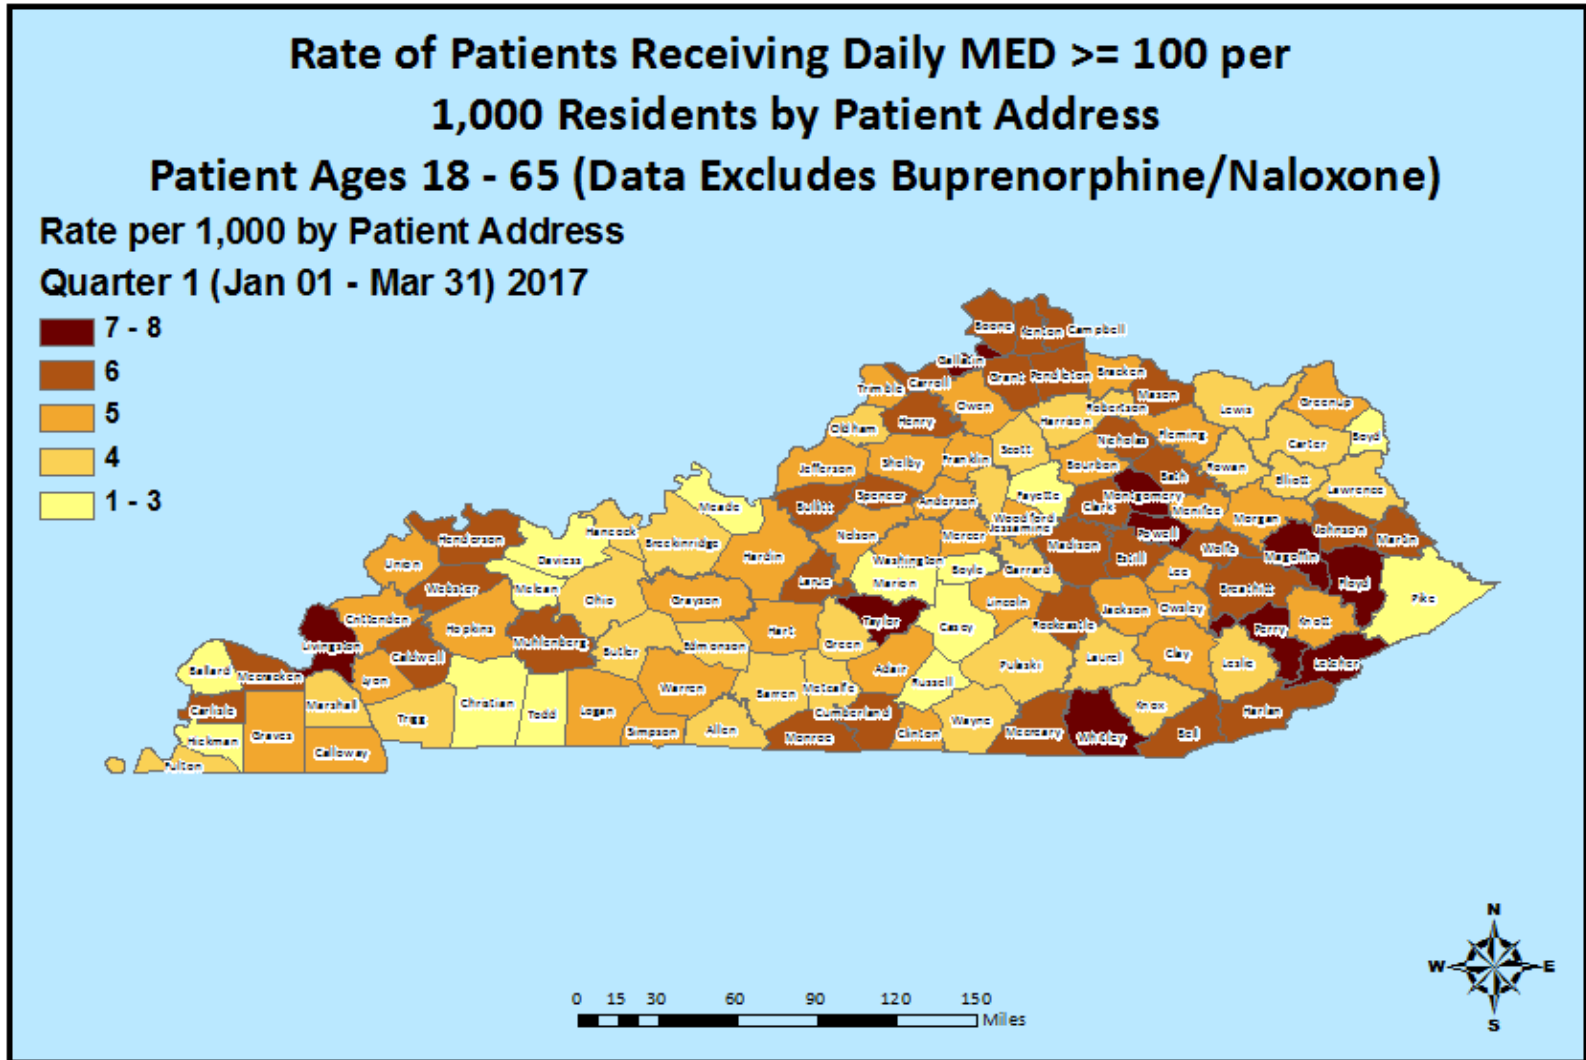 Rate of Patients Receiving Daily MED >= 100 per
1,000 Residents by Patient Address
Patient Ages 18 - 65 (Data Excludes Buprenorphine/Naloxone)
Rate per 1,000 by Patient Address
Quarter 1 (Jan 01 - Mar 31) 2017
7 - 8
6
5
4
1 - 3
Boone Kenton Campbell
Gallatin
Trimble Carroll Grant Pendleton Bracken
Owen Mason
Oldham Henry Harrison Robertson Lewis Greenup
Nicholas Fleming Carter Boyd
Jefferson Shelby Franklin Scott Bourbon Rowan
Bath Elliott
Meade Bullitt Spencer Anderson Fayette Montgomery Lawrence
Woodford Clark Menifee Morgan
Hancock Nelson Mercer Jessamine Powell Johnson
Henderson Daviess Breckinridge Hardin Washington Madison Estill Wolfe Magoffin Martin
Union Webster Mclean Larue Marion Boyle Garrard Lee Breathitt Floyd
Ohio Grayson Lincoln Jackson Owsley Pike
Crittenden Hopkins Muhlenberg Hart Taylor Casey Rockcastle Perry Knott
Livingston Caldwell Butler Edmonson Green Pulaski Laurel Clay Leslie Letcher
Ballard Mccracken Lyon Warren Adair Russell
Carlisle Marshall Trigg Christian Todd Logan Barren Metcalfe Cumberland Wayne Knox Harlan
Hickman Graves Calloway Simpson Allen Monroe Clinton Mccreary Whitley Bell
Fulton
N
W E
S
0 15 30 60 90 120 150
Miles